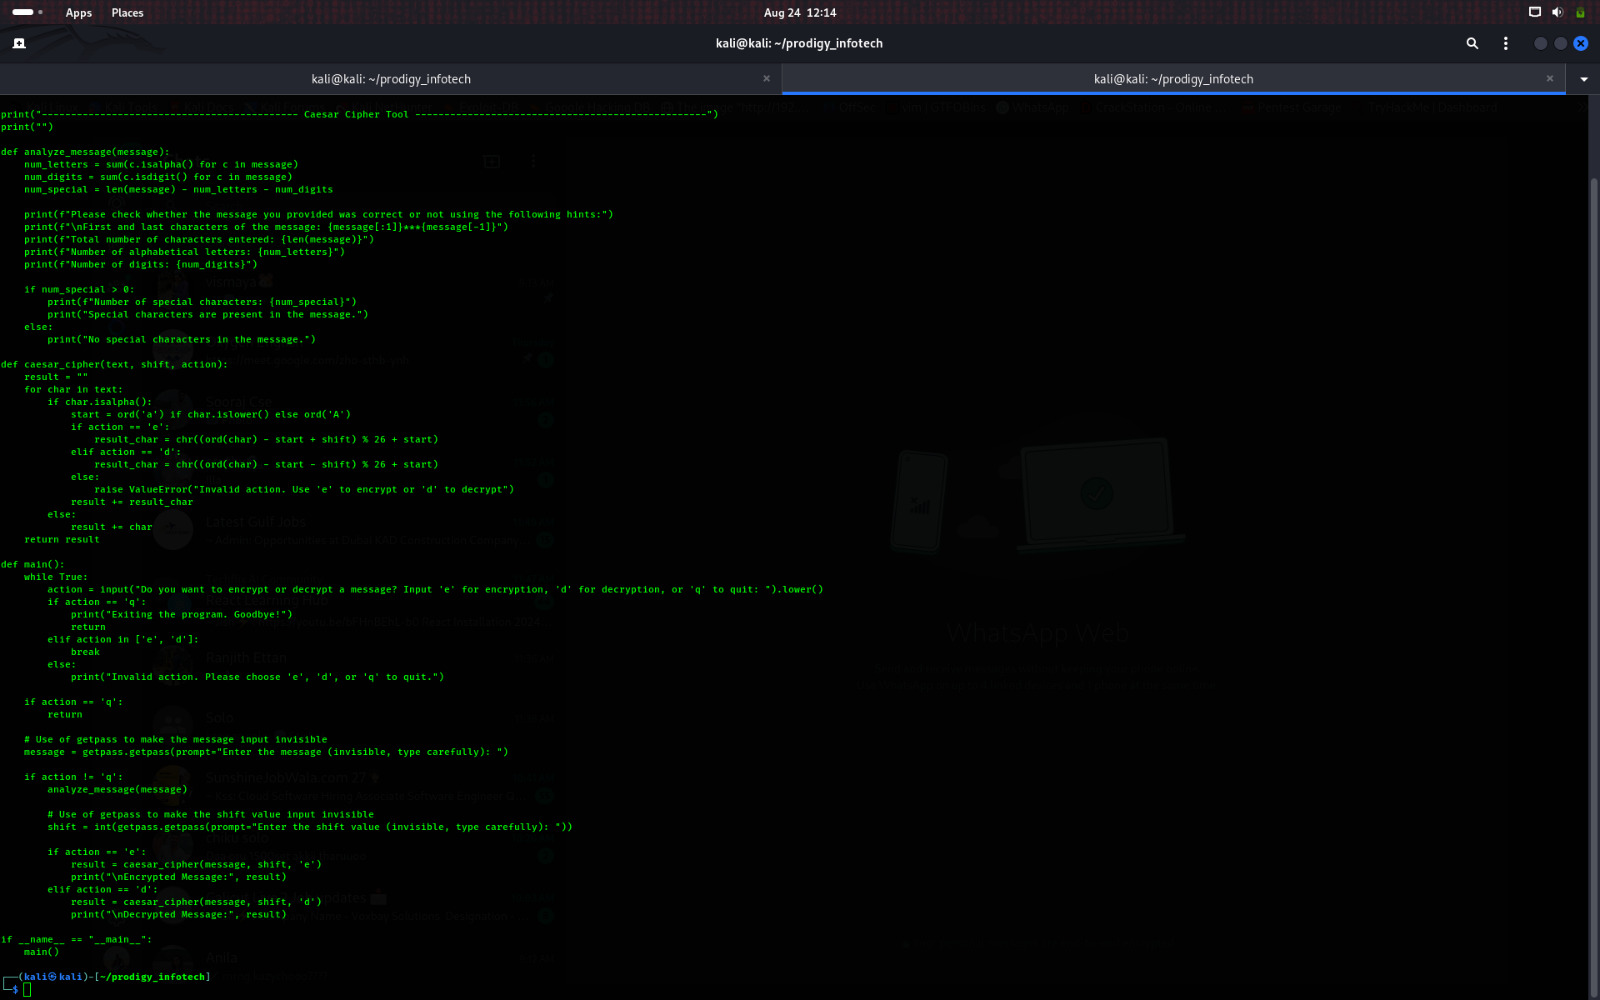 Apps Places
Aug 24 12:14
kali@kali: ~/prodigy_infotech
kali@kali: ~/prodigy_infotech
kali@kali: ~/prodigy_infotech
print("-------------------------------------------- Caesar Cipher Tool --------------------------------------------------")
print("")

def analyze_message(message):
    num_letters = sum(c.isalpha() for c in message)
    num_digits = sum(c.isdigit() for c in message)
    num_special = len(message) - num_letters - num_digits

    print(f"Please check whether the message you provided was correct or not using the following hints:")
    print(f"\nFirst and last characters of the message: {message[:1]}***{message[-1]}")
    print(f"Total number of characters entered: {len(message)}")
    print(f"Number of alphabetical letters: {num_letters}")
    print(f"Number of digits: {num_digits}")

    if num_special > 0:
        print(f"Number of special characters: {num_special}")
        print("Special characters are present in the message.")
    else:
        print("No special characters in the message.")

def caesar_cipher(text, shift, action):
    result = ""
    for char in text:
        if char.isalpha():
            start = ord('a') if char.islower() else ord('A')
            if action == 'e':
                result_char = chr((ord(char) - start + shift) % 26 + start)
            elif action == 'd':
                result_char = chr((ord(char) - start - shift) % 26 + start)
            else:
                raise ValueError("Invalid action. Use 'e' to encrypt or 'd' to decrypt")
            result += result_char
        else:
            result += char
    return result

def main():
    while True:
        action = input("Do you want to encrypt or decrypt a message? Input 'e' for encryption, 'd' for decryption, or 'q' to quit: ").lower()
        if action == 'q':
            print("Exiting the program. Goodbye!")
            return
        elif action in ['e', 'd']:
            break
        else:
            print("Invalid action. Please choose 'e', 'd', or 'q' to quit.")

    if action == 'q':
        return

    # Use of getpass to make the message input invisible
    message = getpass.getpass(prompt="Enter the message (invisible, type carefully): ")

    if action != 'q':
        analyze_message(message)

        # Use of getpass to make the shift value input invisible
        shift = int(getpass.getpass(prompt="Enter the shift value (invisible, type carefully): "))

        if action == 'e':
            result = caesar_cipher(message, shift, 'e')
            print("\nEncrypted Message:", result)
        elif action == 'd':
            result = caesar_cipher(message, shift, 'd')
            print("\nDecrypted Message:", result)

if __name__ == "__main__":
    main()

(kali㉿kali)-[~/prodigy_infotech]
$
Latest Gulf Jobs
Ranjith Ettan
Solo
SunshineJobWala.com 27
Anila
WhatsApp Web